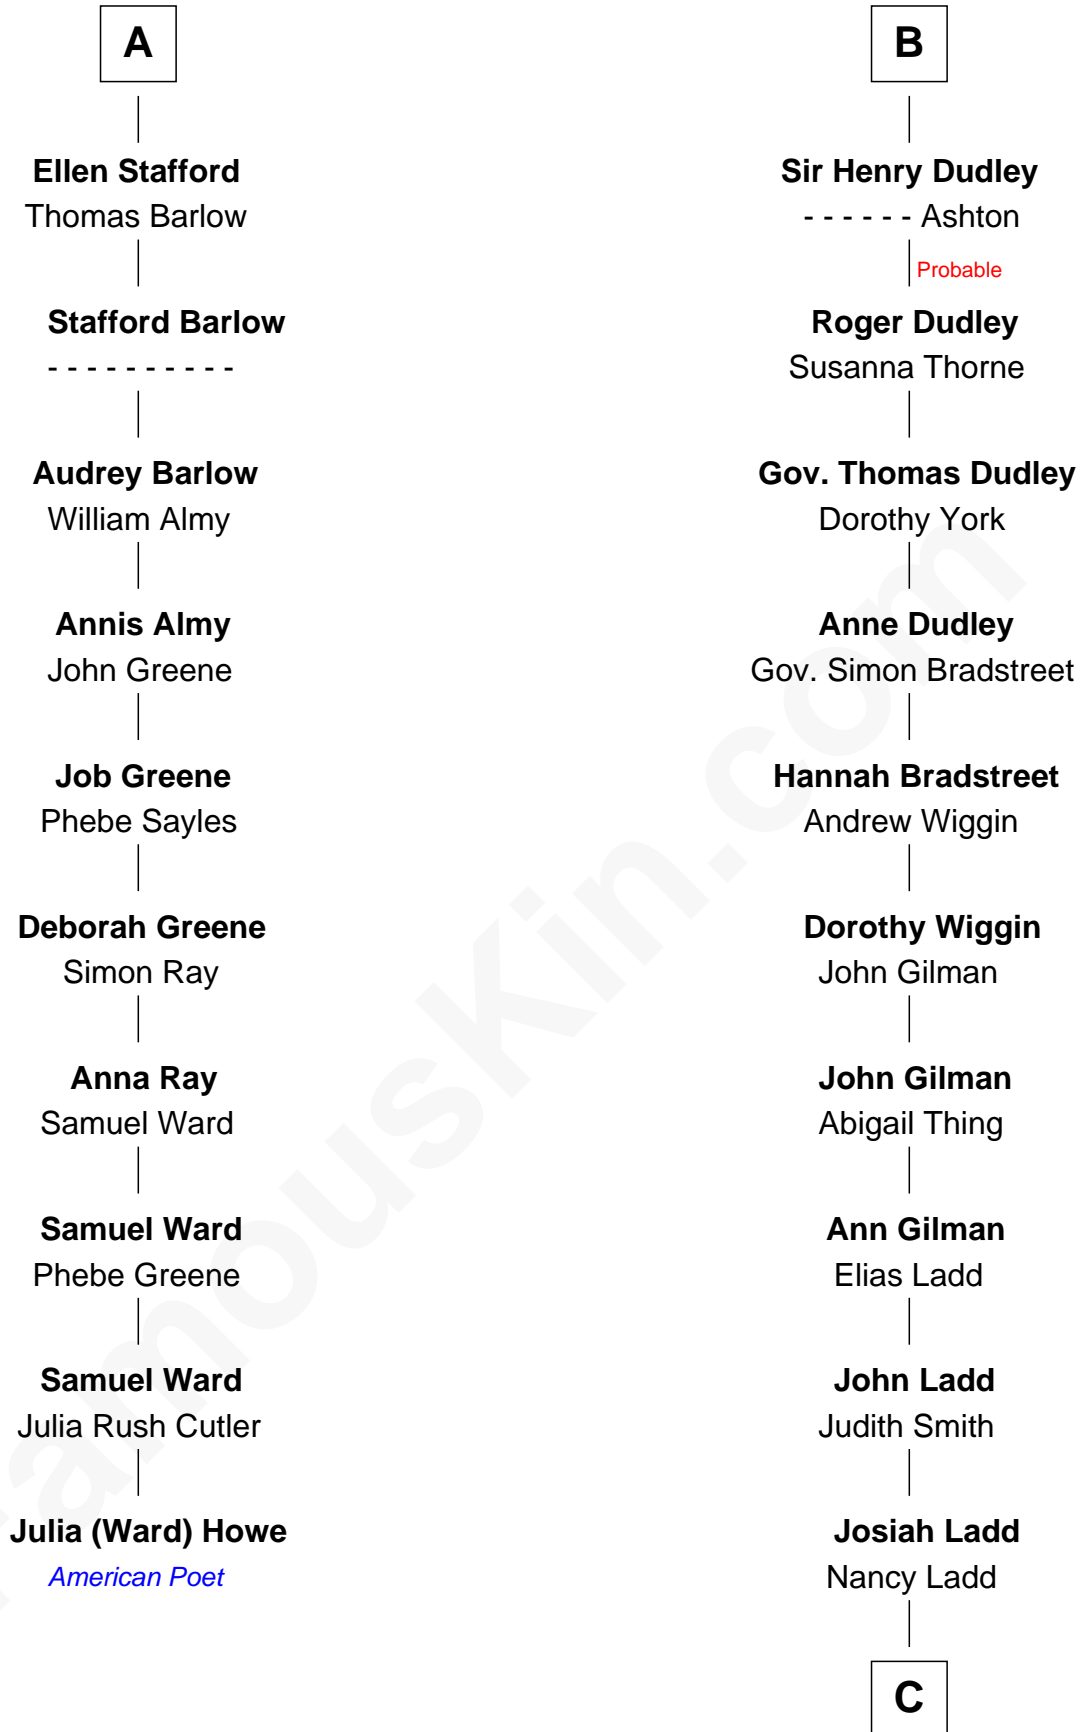 A
Ellen Stafford
Thomas Barlow
Stafford Barlow
- - - - - - - - - -
Audrey Barlow
William Almy
Annis Almy
John Greene
Job Greene
Phebe Sayles
Deborah Greene
Simon Ray
Anna Ray
Samuel Ward
Samuel Ward
Phebe Greene
Samuel Ward
Julia Rush Cutler
Julia (Ward) Howe
American Poet
B
Sir Henry Dudley
- - - - - - Ashton
Probable
Roger Dudley
Susanna Thorne
Gov. Thomas Dudley
Dorothy York
Anne Dudley
Gov. Simon Bradstreet
Hannah Bradstreet
Andrew Wiggin
Dorothy Wiggin
John Gilman
John Gilman
Abigail Thing
Ann Gilman
Elias Ladd
John Ladd
Judith Smith
Josiah Ladd
Nancy Ladd
C
FamousKin.com